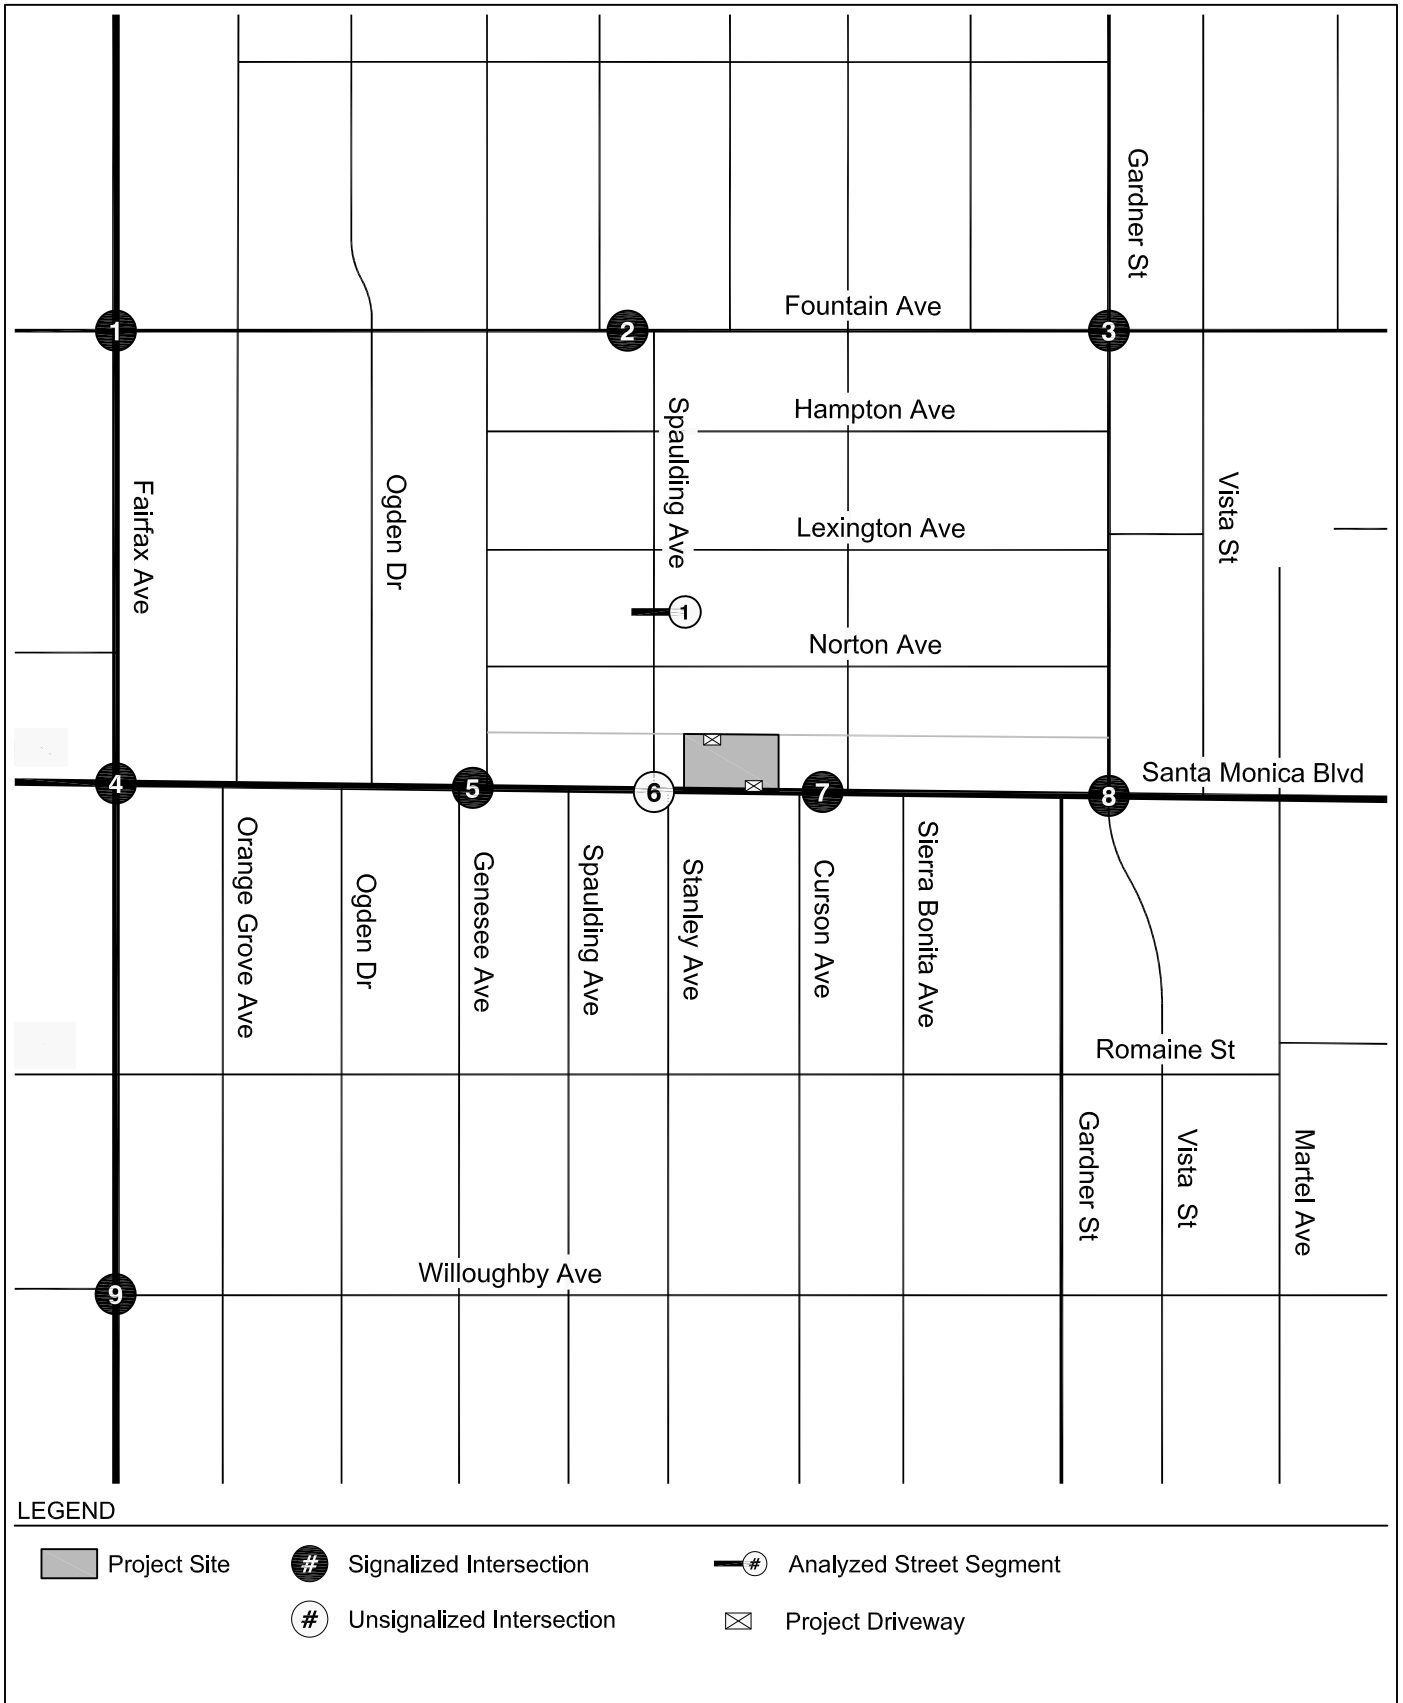 Gardner St
Fountain Ave
1
2
3
Hampton Ave
Spaulding Ave
Fairfax Ave
Ogden Dr
Lexington Ave
Vista St
1
Norton Ave
Santa Monica Blvd
4
5
6
7
8
Orange Grove Ave
Ogden Dr
Genesee Ave
Spaulding Ave
Stanley Ave
Curson Ave
Sierra Bonita Ave
Romaine St
Gardner St
Vista St
Martel Ave
Willoughby Ave
9
LEGEND
Project Site
# Signalized Intersection
# Analyzed Street Segment
# Unsignalized Intersection
Project Driveway